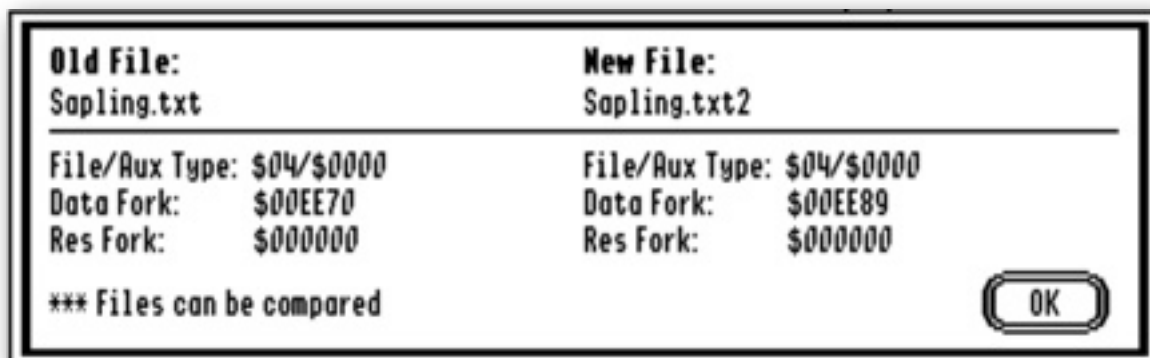 Old File: New File:
Sapling.txt Sapling.txt2
File/Aux Type: $04/$0000 File/Aux Type: $04/$0000
Data Fork: $00EE70 Data Fork: $00EE89
Res Fork: $000000 Res Fork: $000000
*** Files can be compared OK